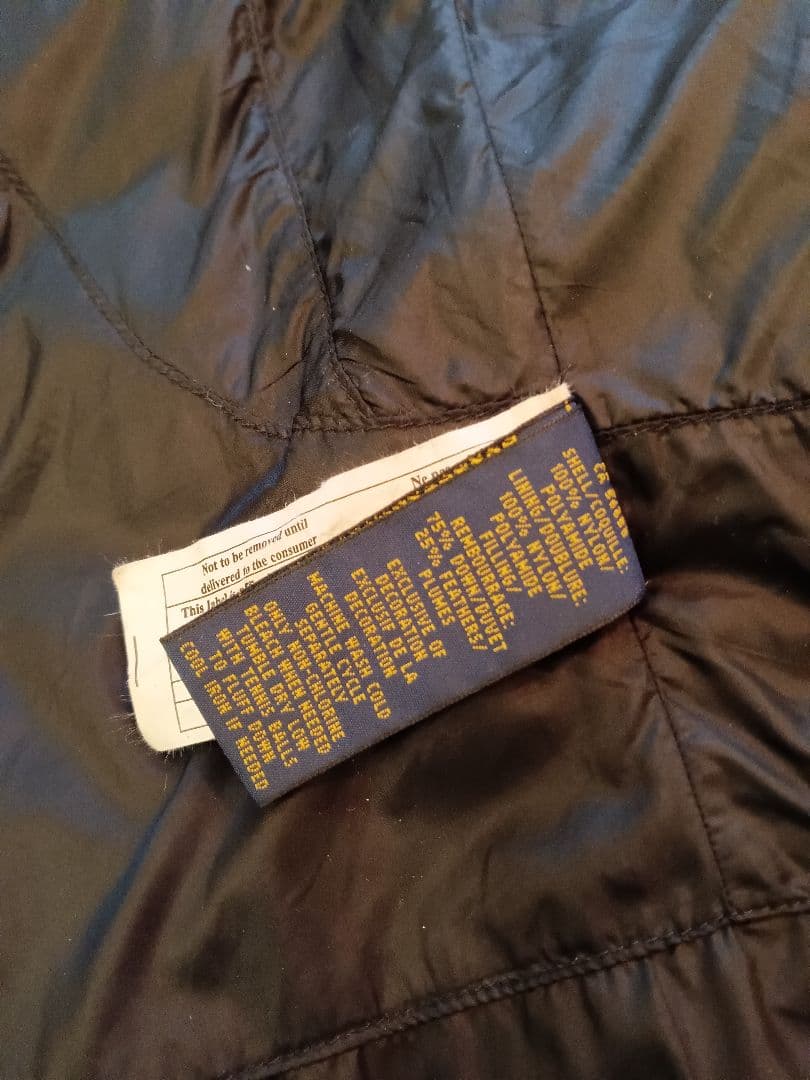 SHELL/COQUILLE:
100% NYLON/
POLYAMIDE
LINING/DOUBLURE:
100% NYLON/
POLYAMIDE
FILLING/
REMBOURRAGE:
75% DOWN/DUVET
25% FEATHERS/
PLUMES
EXCLUSIVE OF
DECORATION
EXCLUSIF DE LA
DECORATION
MACHINE WASH COLD
GENTLE CYCLE
SEPARATELY
ONLY NON-CHLORINE
BLEACH WHEN NEEDED
TUMBLE DRY LOW
WITH TENNIS BALLS
TO FLUFF DOWN
COOL IRON IF NEEDED
Not to be removed until
delivered to the consumer
This label is
Ne pas